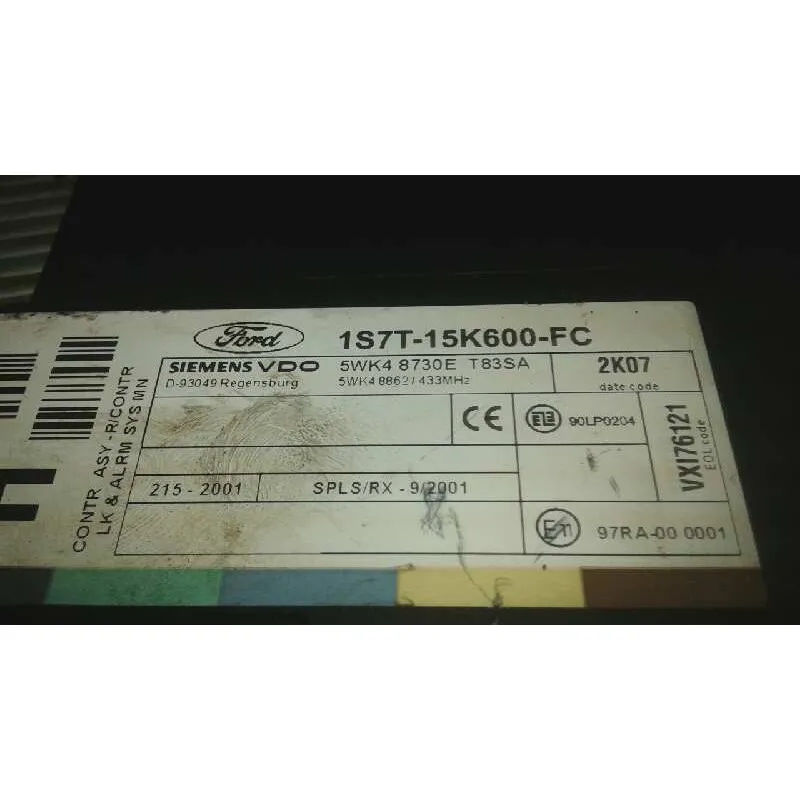 CONTR ASY - R/CONTR
LK & ALRM SYS MN
Ford
1S7T-15K600-FC
SIEMENS VDO
D-93049 Regensburg
5WK4 8730E T83SA
5WK4 8862 / 433MHz
2K07
date code
CE
90LP0204
VXI76121
EOL code
215 - 2001
SPLS/RX - 9/2001
97RA-00 0001